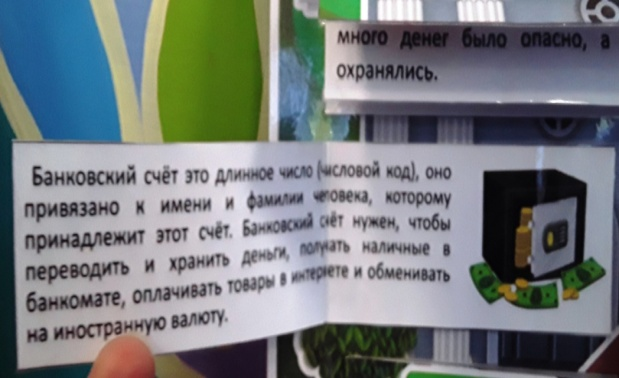 много денег было опасно, а
охранялись.
Банковский счёт это длинное число (числовой код), оно
привязано к имени и фамилии человека, которому
принадлежит этот счёт. Банковский счёт нужен, чтобы
переводить и хранить деньги, получать наличные в
банкомате, оплачивать товары в интернете и обменивать
на иностранную валюту.